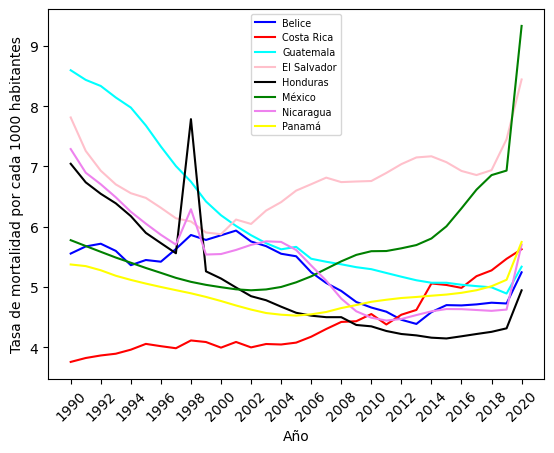 Belice
Costa Rica
Guatemala
El Salvador
Honduras
México
Nicaragua
Panamá
Tasa de mortalidad por cada 1000 habitantes
9
8
7
6
5
4
1990
1992
1994
1996
1998
2000
2002
2004
2006
2008
2010
2012
2014
2016
2018
2020
Año